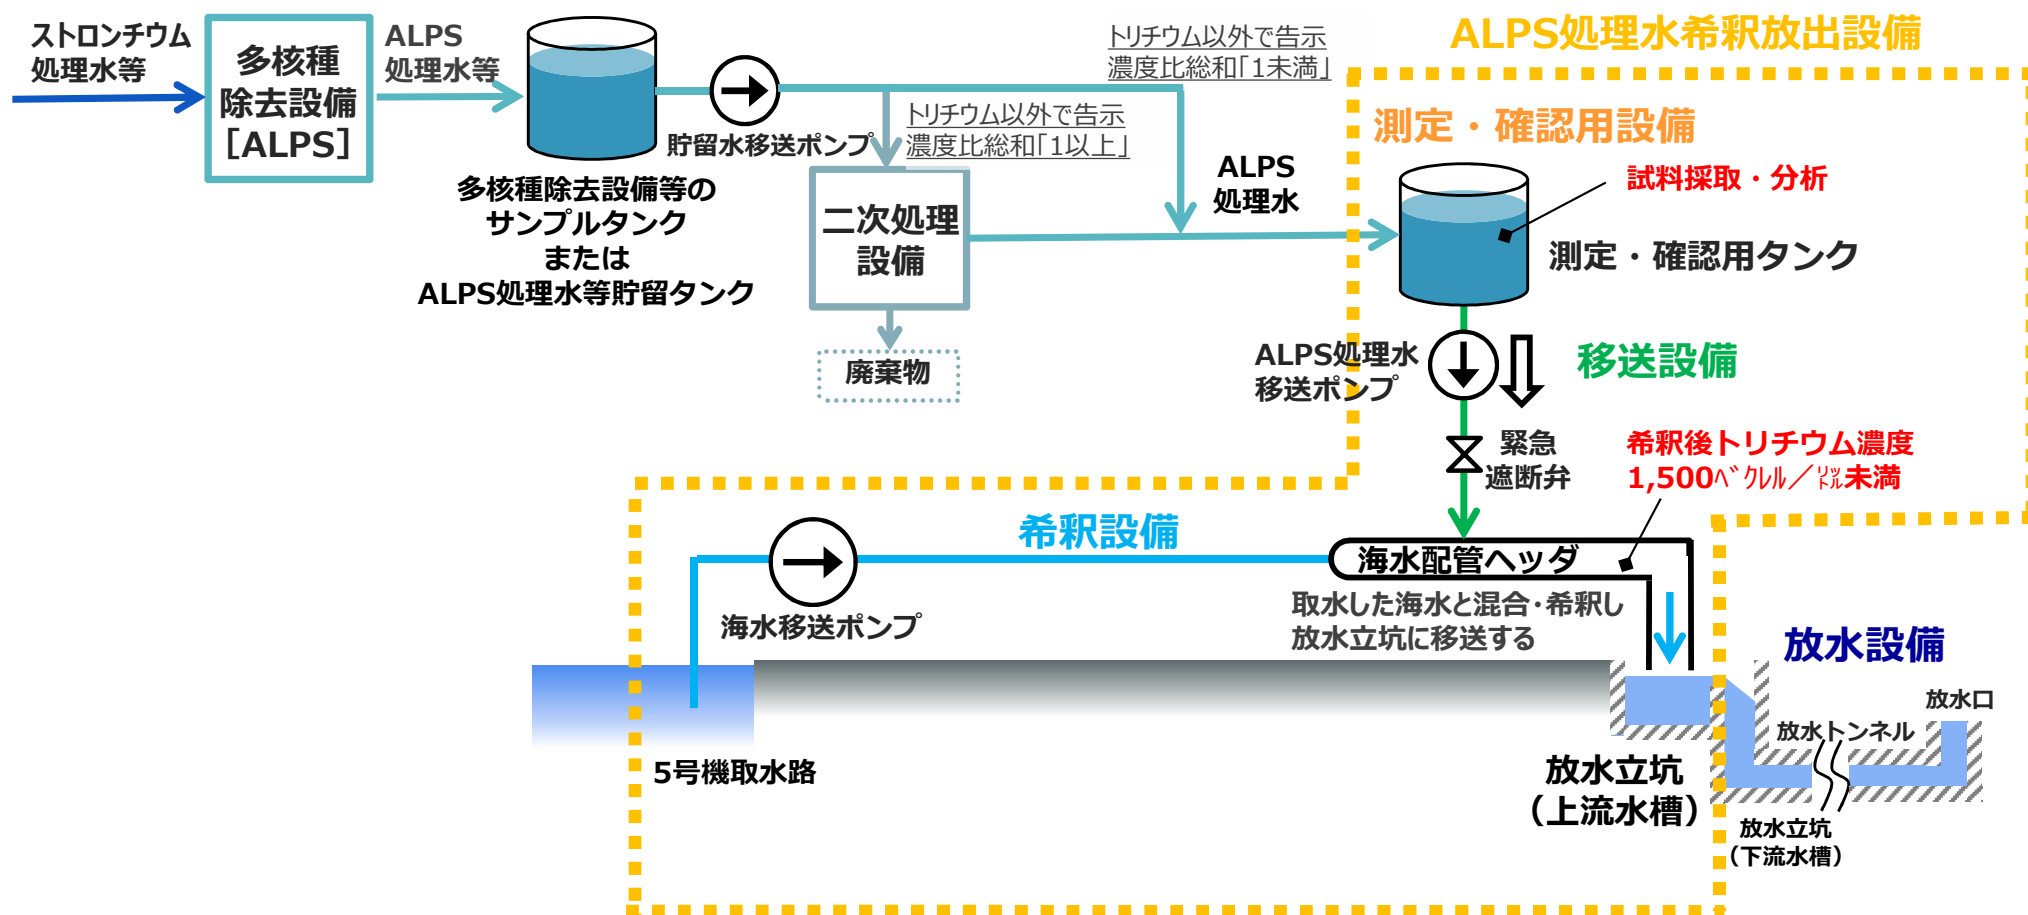 ストロンチウム
処理水等
多核種
除去設備
[ALPS]
ALPS
処理水等
貯留水移送ポンプ
多核種除去設備等の
サンプルタンク
または
ALPS処理水等貯留タンク
トリチウム以外で告示
濃度比総和「1未満」
トリチウム以外で告示
濃度比総和「1以上」
二次処理
設備
廃棄物
ALPS
処理水
ALPS処理水希釈放出設備
測定・確認用設備
試料採取・分析
測定・確認用タンク
ALPS処理水
移送ポンプ
移送設備
緊急
遮断弁
希釈後トリチウム濃度
1,500ベクレル／㍑未満
希釈設備
海水配管ヘッダ
海水移送ポンプ
取水した海水と混合・希釈し
放水立坑に移送する
放水設備
放水口
放水トンネル
5号機取水路
放水立坑
（上流水槽）
放水立坑
（下流水槽）